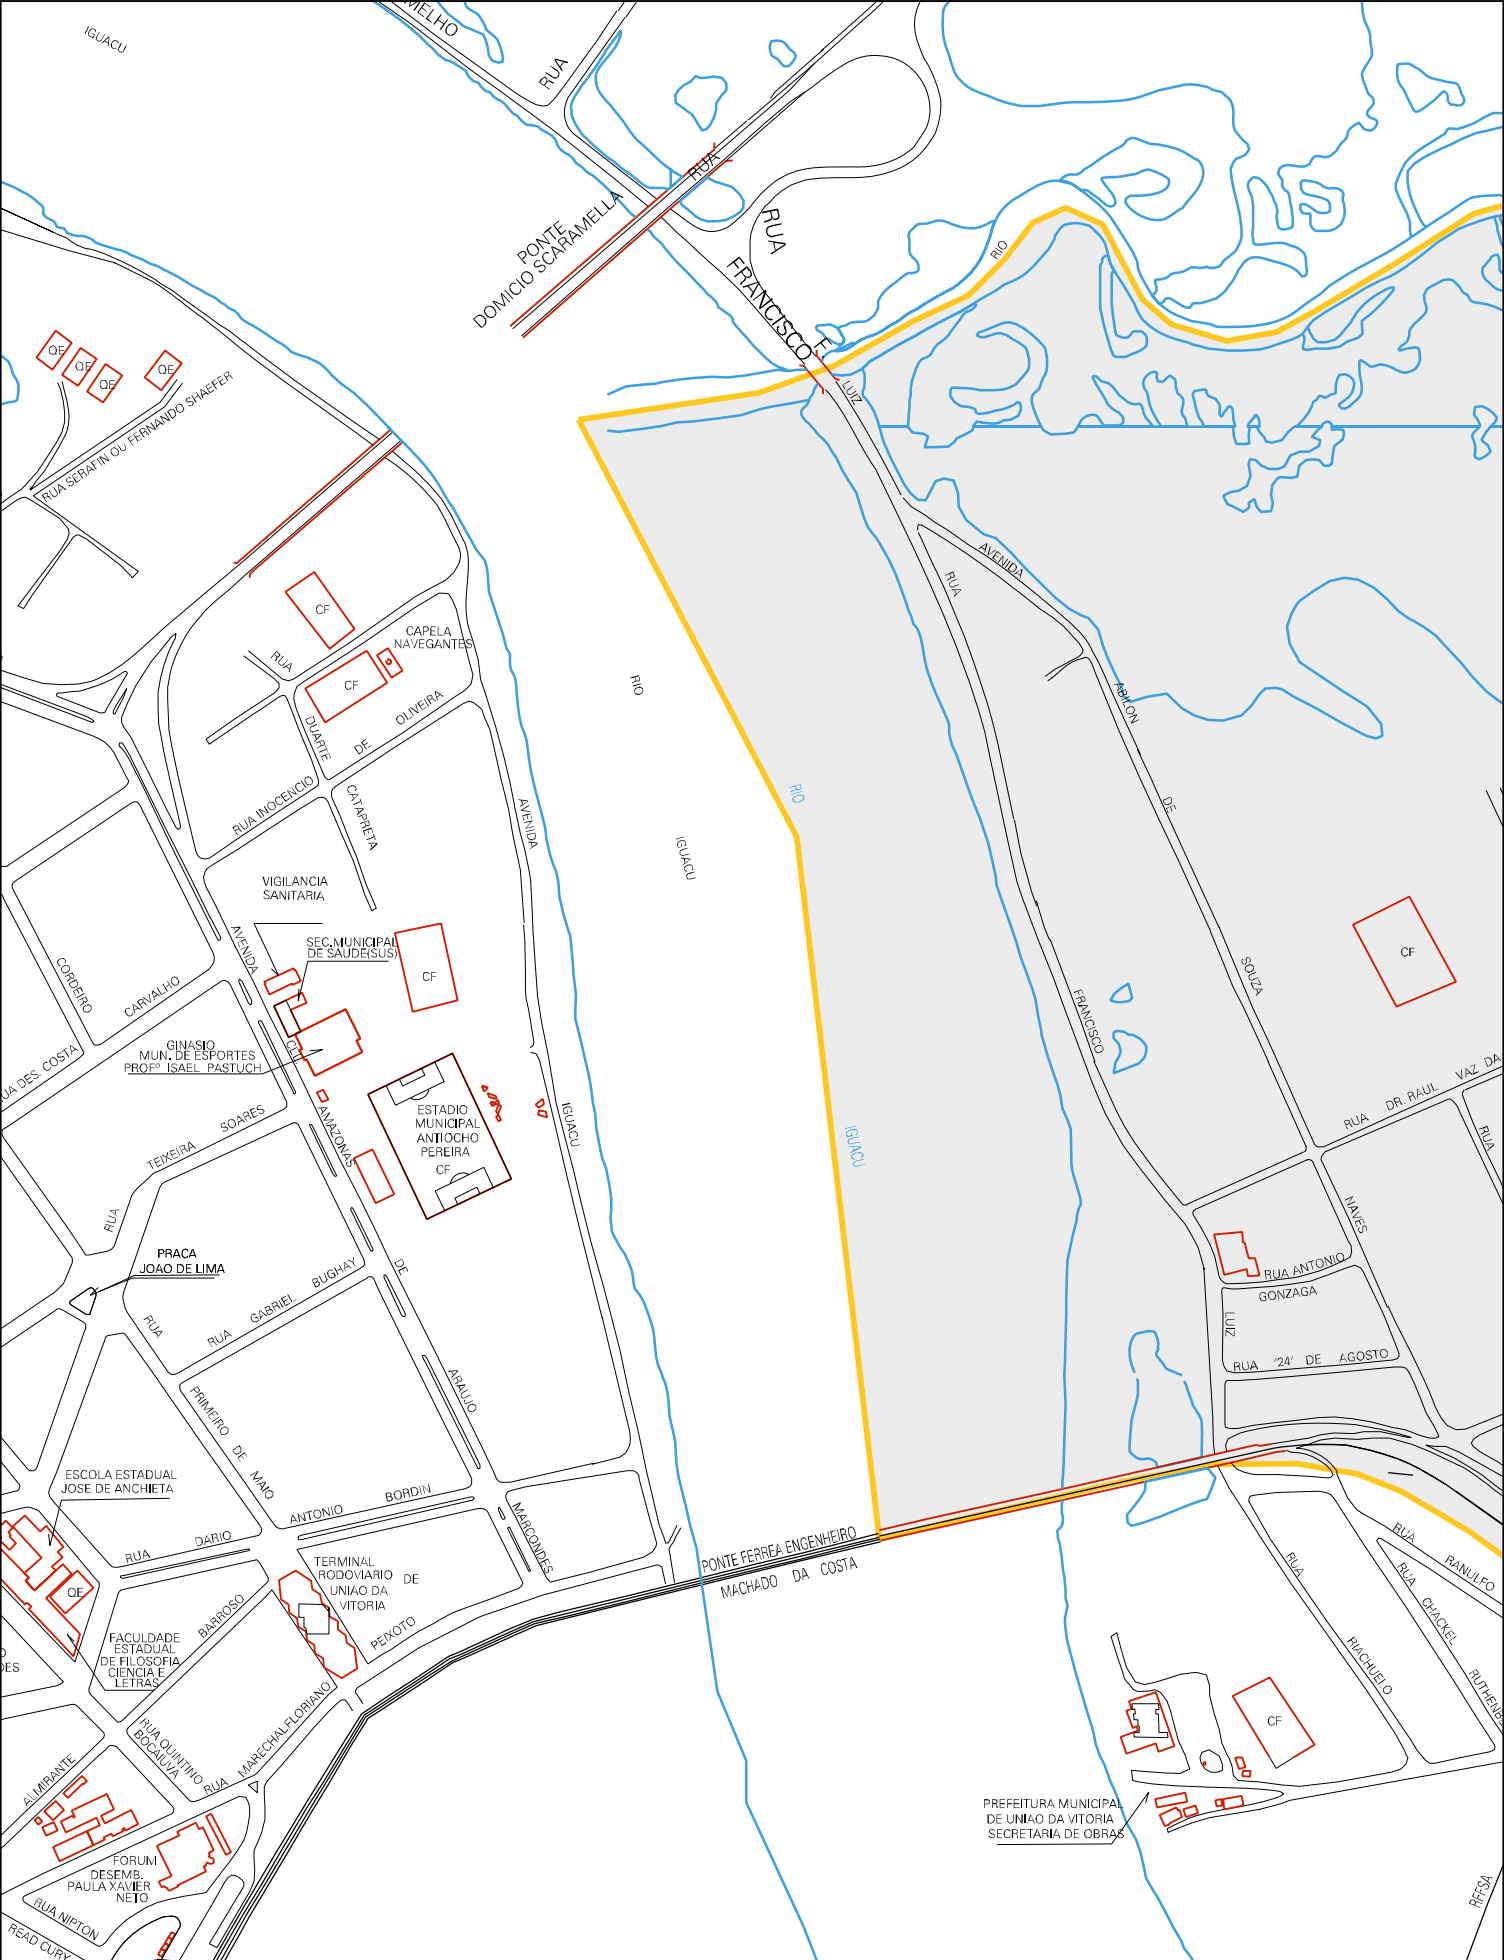 IGUACU
RUA
RUA
PONTE
DOMICIO SCARAMELLA
RUA
FRANCISCO F.
LUIZ
RIO
QE
QE
QE
QE
RUA SERAFIN OU FERNANDO SHAEFER
CF
CAPELA
NAVEGANTES
CF
RUA
DUARTE
CATAPRETA
RUA INOCENCIO
DE
OLIVEIRA
RIO
IGUACU
RIO
IGUACU
AVENIDA
IGUACU
AVENIDA
ABILON
DE
SOUZA
NAVES
RUA
FRANCISCO
LUIZ
VIGILANCIA
SANITARIA
SEC.MUNICIPAL
DE SAUDE(SUS)
CF
CF
AVENIDA
CEL
AMAZONAS
DE
ARAUJO
MARCONDES
CORDEIRO
CARVALHO
GINASIO
MUN. DE ESPORTES
PROFº ISAEL PASTUCH
RUA DES. COSTA
ESTADIO
MUNICIPAL
ANTIOCHO
PEREIRA
CF
RUA
TEIXEIRA
SOARES
RUA
DR. RAUL
VAZ DA
RUA
PRACA
JOAO DE LIMA
RUA
GABRIEL
BUGHAY
RUA
PRIMEIRO
DE
MAIO
RUA ANTONIO
GONZAGA
RUA
"24"
DE
AGOSTO
ESCOLA ESTADUAL
JOSE DE ANCHIETA
RUA
DARIO
ANTONIO
BORDIN
PONTE FERREA ENGENHEIRO
MACHADO DA COSTA
TERMINAL
RODOVIARIO
UNIAO DA
VITORIA
DE
PEIXOTO
QE
FACULDADE
ESTADUAL
DE FILOSOFIA
CIENCIA E
LETRAS
BARROSO
ALMIRANTE
RUA QUINTINO
BOCAIUVA
RUA
MARECHAL FLORIANO
RUA
RIACHUELO
RUA
CHACKEL
RUA
RANULFO
CF
PREFEITURA MUNICIPAL
DE UNIAO DA VITORIA
SECRETARIA DE OBRAS
FORUM
DESEMB.
PAULA XAVIER
NETO
RUA NIPTON
READ CURY
RFFSA